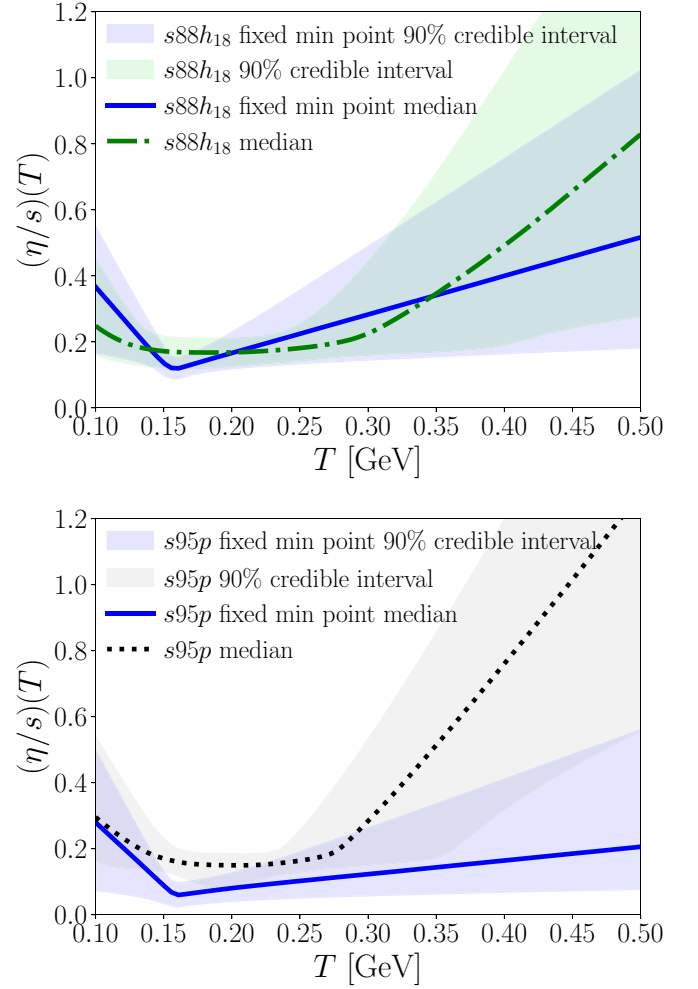 1.2
1.0
0.8
0.6
0.4
0.2
0.0
(η/s)(T)
s88h₁₈ fixed min point 90% credible interval
s88h₁₈ 90% credible interval
s88h₁₈ fixed min point median
s88h₁₈ median
0.10 0.15 0.20 0.25 0.30 0.35 0.40 0.45 0.50
T [GeV]
1.2
1.0
0.8
0.6
0.4
0.2
0.0
(η/s)(T)
s95p fixed min point 90% credible interval
s95p 90% credible interval
s95p fixed min point median
s95p median
0.10 0.15 0.20 0.25 0.30 0.35 0.40 0.45 0.50
T [GeV]